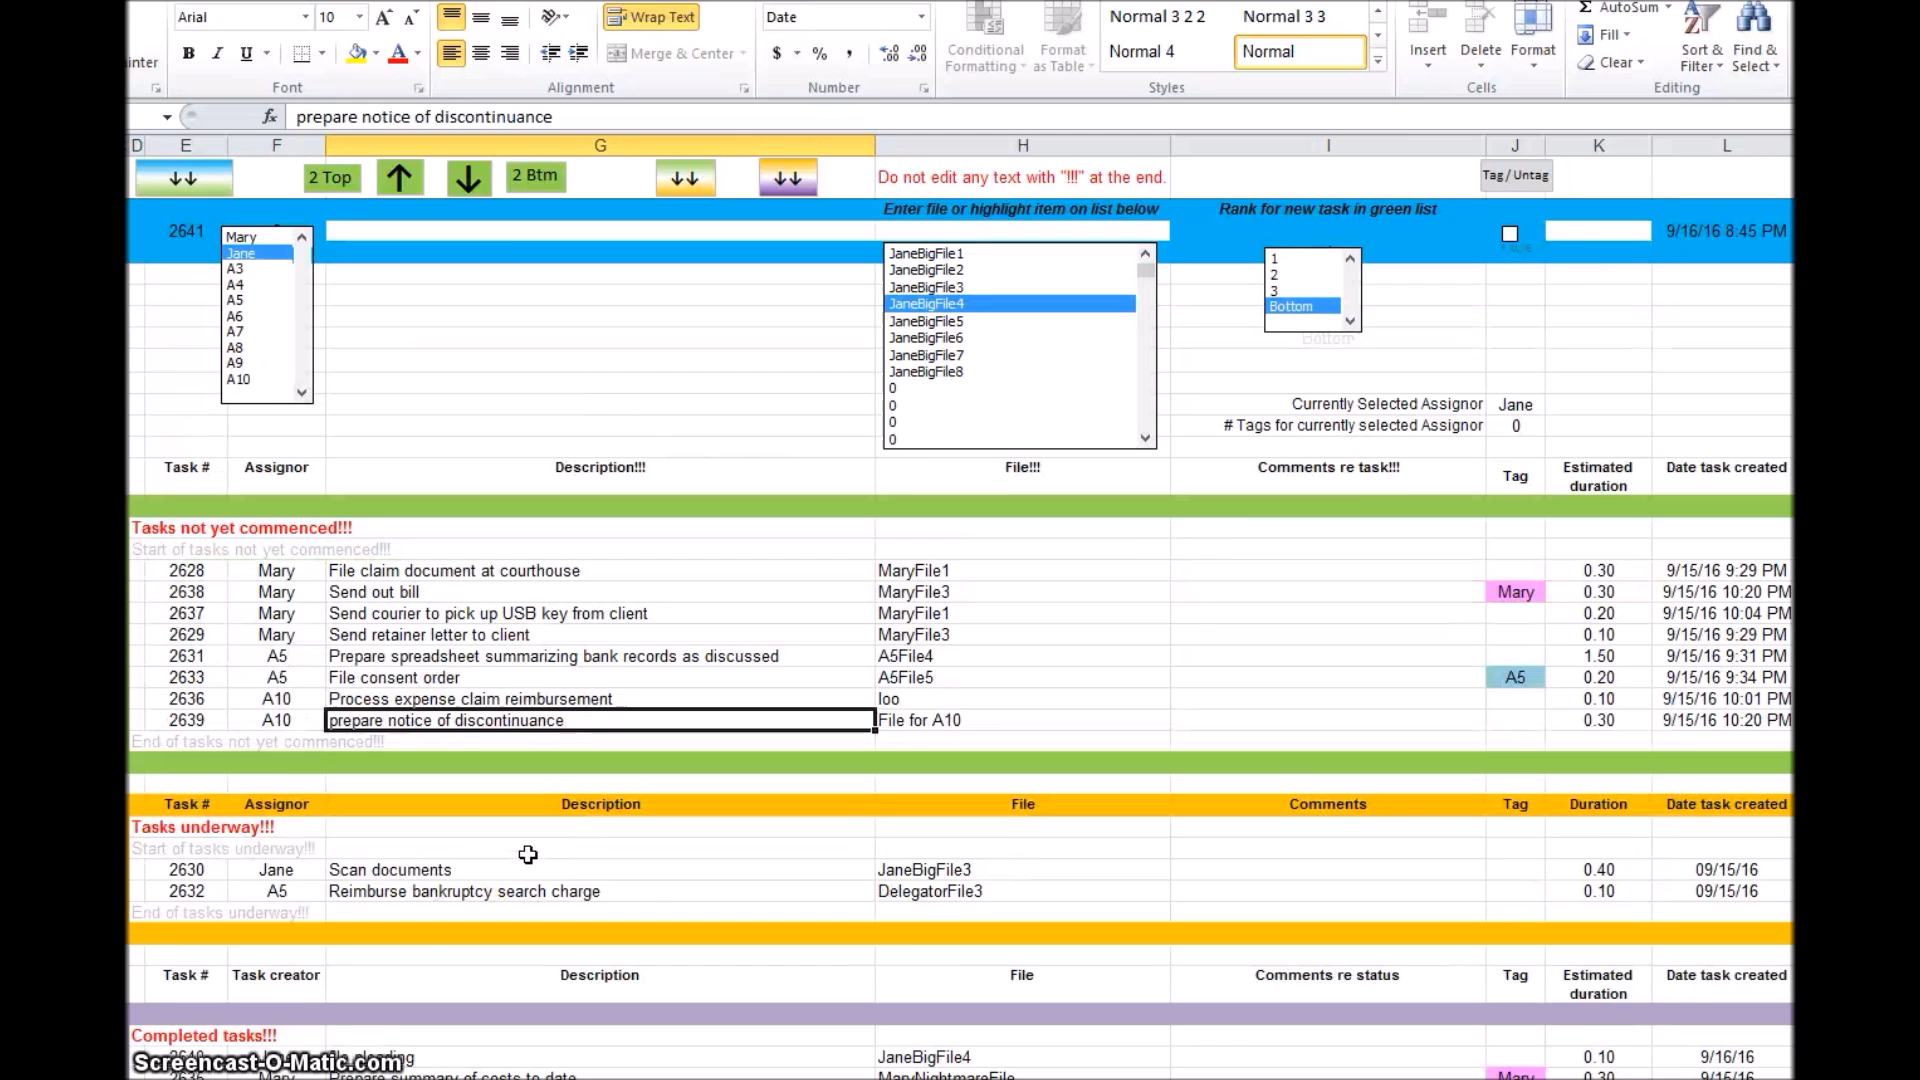 Arial 10 Wrap Text Date Normal 3 2 2 Normal 3 3 Σ AutoSum
inter B I U Merge & Center $ % , Conditional Formatting Format as Table Normal 4 Normal Insert Delete Format Fill Clear Sort & Filter Find & Select
Font Alignment Number Styles Cells Editing
fx prepare notice of discontinuance
D E F G H I J K L
↓↓ 2 Top ↑ ↓ 2 Btm ↓↓ ↓↓ Do not edit any text with "!!!" at the end. Tag / Untag
Enter file or highlight item on list below Rank for new task in green list
2641 9/16/16 8:45 PM
Mary
Jane
A3
A4
A5
A6
A7
A8
A9
A10
JaneBigFile1
JaneBigFile2
JaneBigFile3
JaneBigFile4
JaneBigFile5
JaneBigFile6
JaneBigFile7
JaneBigFile8
0
0
0
0
1
2
3
Bottom
Bottom
Currently Selected Assignor Jane
# Tags for currently selected Assignor 0
Task # Assignor Description!!! File!!! Comments re task!!! Tag Estimated duration Date task created
Tasks not yet commenced!!!
Start of tasks not yet commenced!!!
2628 Mary File claim document at courthouse MaryFile1 0.30 9/15/16 9:29 PM
2638 Mary Send out bill MaryFile3 Mary 0.30 9/15/16 10:20 PM
2637 Mary Send courier to pick up USB key from client MaryFile1 0.20 9/15/16 10:04 PM
2629 Mary Send retainer letter to client MaryFile3 0.10 9/15/16 9:29 PM
2631 A5 Prepare spreadsheet summarizing bank records as discussed A5File4 1.50 9/15/16 9:31 PM
2633 A5 File consent order A5File5 A5 0.20 9/15/16 9:34 PM
2636 A10 Process expense claim reimbursement loo 0.10 9/15/16 10:01 PM
2639 A10 prepare notice of discontinuance File for A10 0.30 9/15/16 10:20 PM
End of tasks not yet commenced!!!
Task # Assignor Description File Comments Tag Duration Date task created
Tasks underway!!!
Start of tasks underway!!!
2630 Jane Scan documents JaneBigFile3 0.40 09/15/16
2632 A5 Reimburse bankruptcy search charge DelegatorFile3 0.10 09/15/16
End of tasks underway!!!
Task # Task creator Description File Comments re status Tag Estimated duration Date task created
Completed tasks!!!
JaneBigFile4 0.10 9/16/16
Mary Prepare summary of costs to date MaryNightmareFile Mary 0.30 9/15/16
Screencast-O-Matic.com